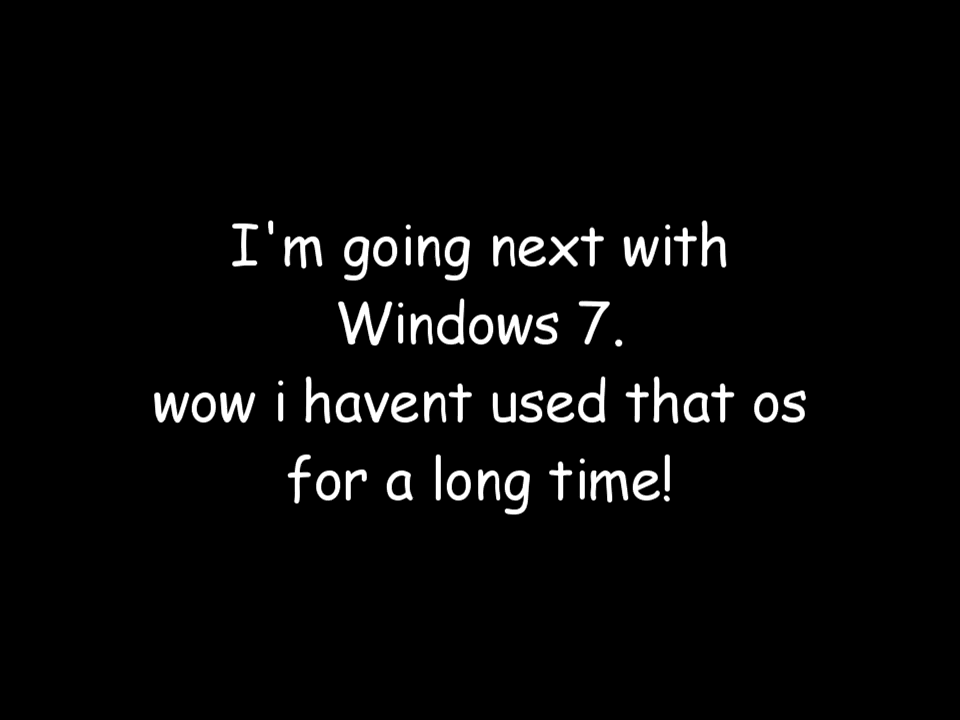 I'm going next with
Windows 7.
wow i havent used that os
for a long time!